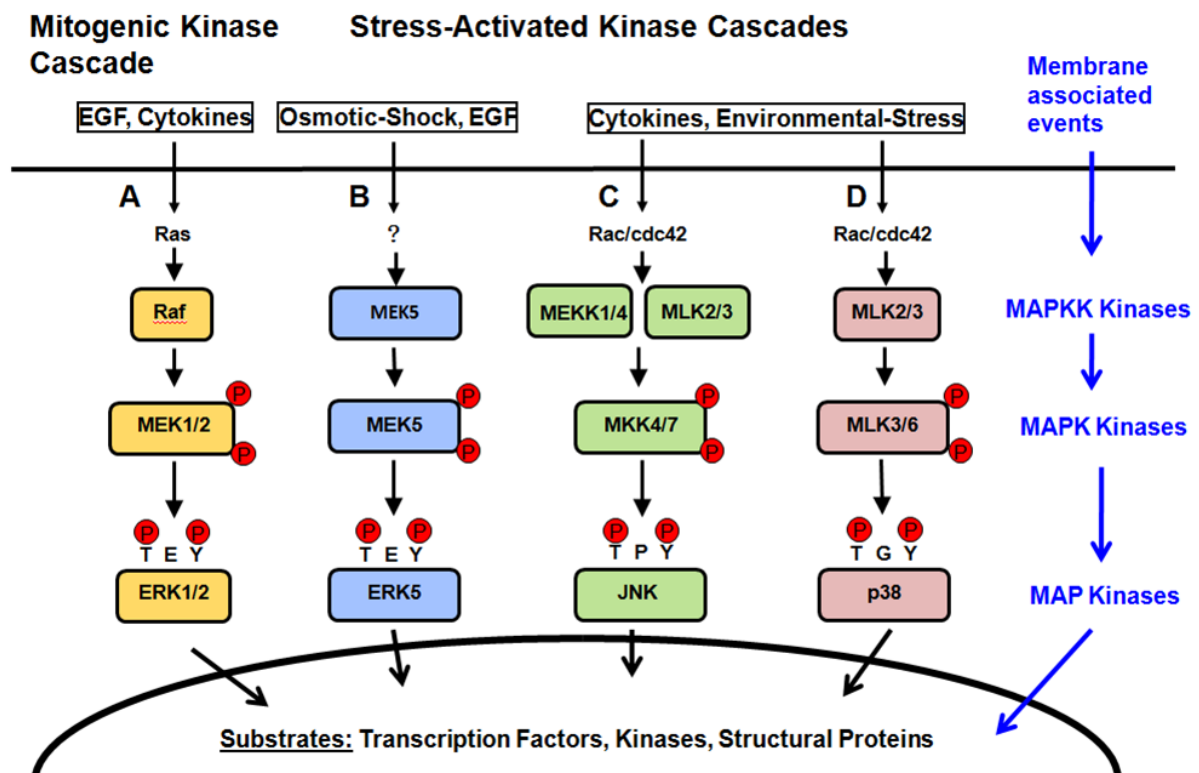 Mitogenic Kinase
Cascade
Stress-Activated Kinase Cascades
Membrane
associated
events
EGF, Cytokines
Osmotic-Shock, EGF
Cytokines, Environmental-Stress
A
B
C
D
Ras
?
Rac/cdc42
Rac/cdc42
Raf
MEK5
MEKK1/4
MLK2/3
MLK2/3
MAPKK Kinases
P
P
P
P
MEK1/2
MEK5
MKK4/7
MLK3/6
MAPK Kinases
P
P
P
P
P P
P P
P P
P P
T E Y
T E Y
T P Y
T G Y
ERK1/2
ERK5
JNK
p38
MAP Kinases
Substrates: Transcription Factors, Kinases, Structural Proteins